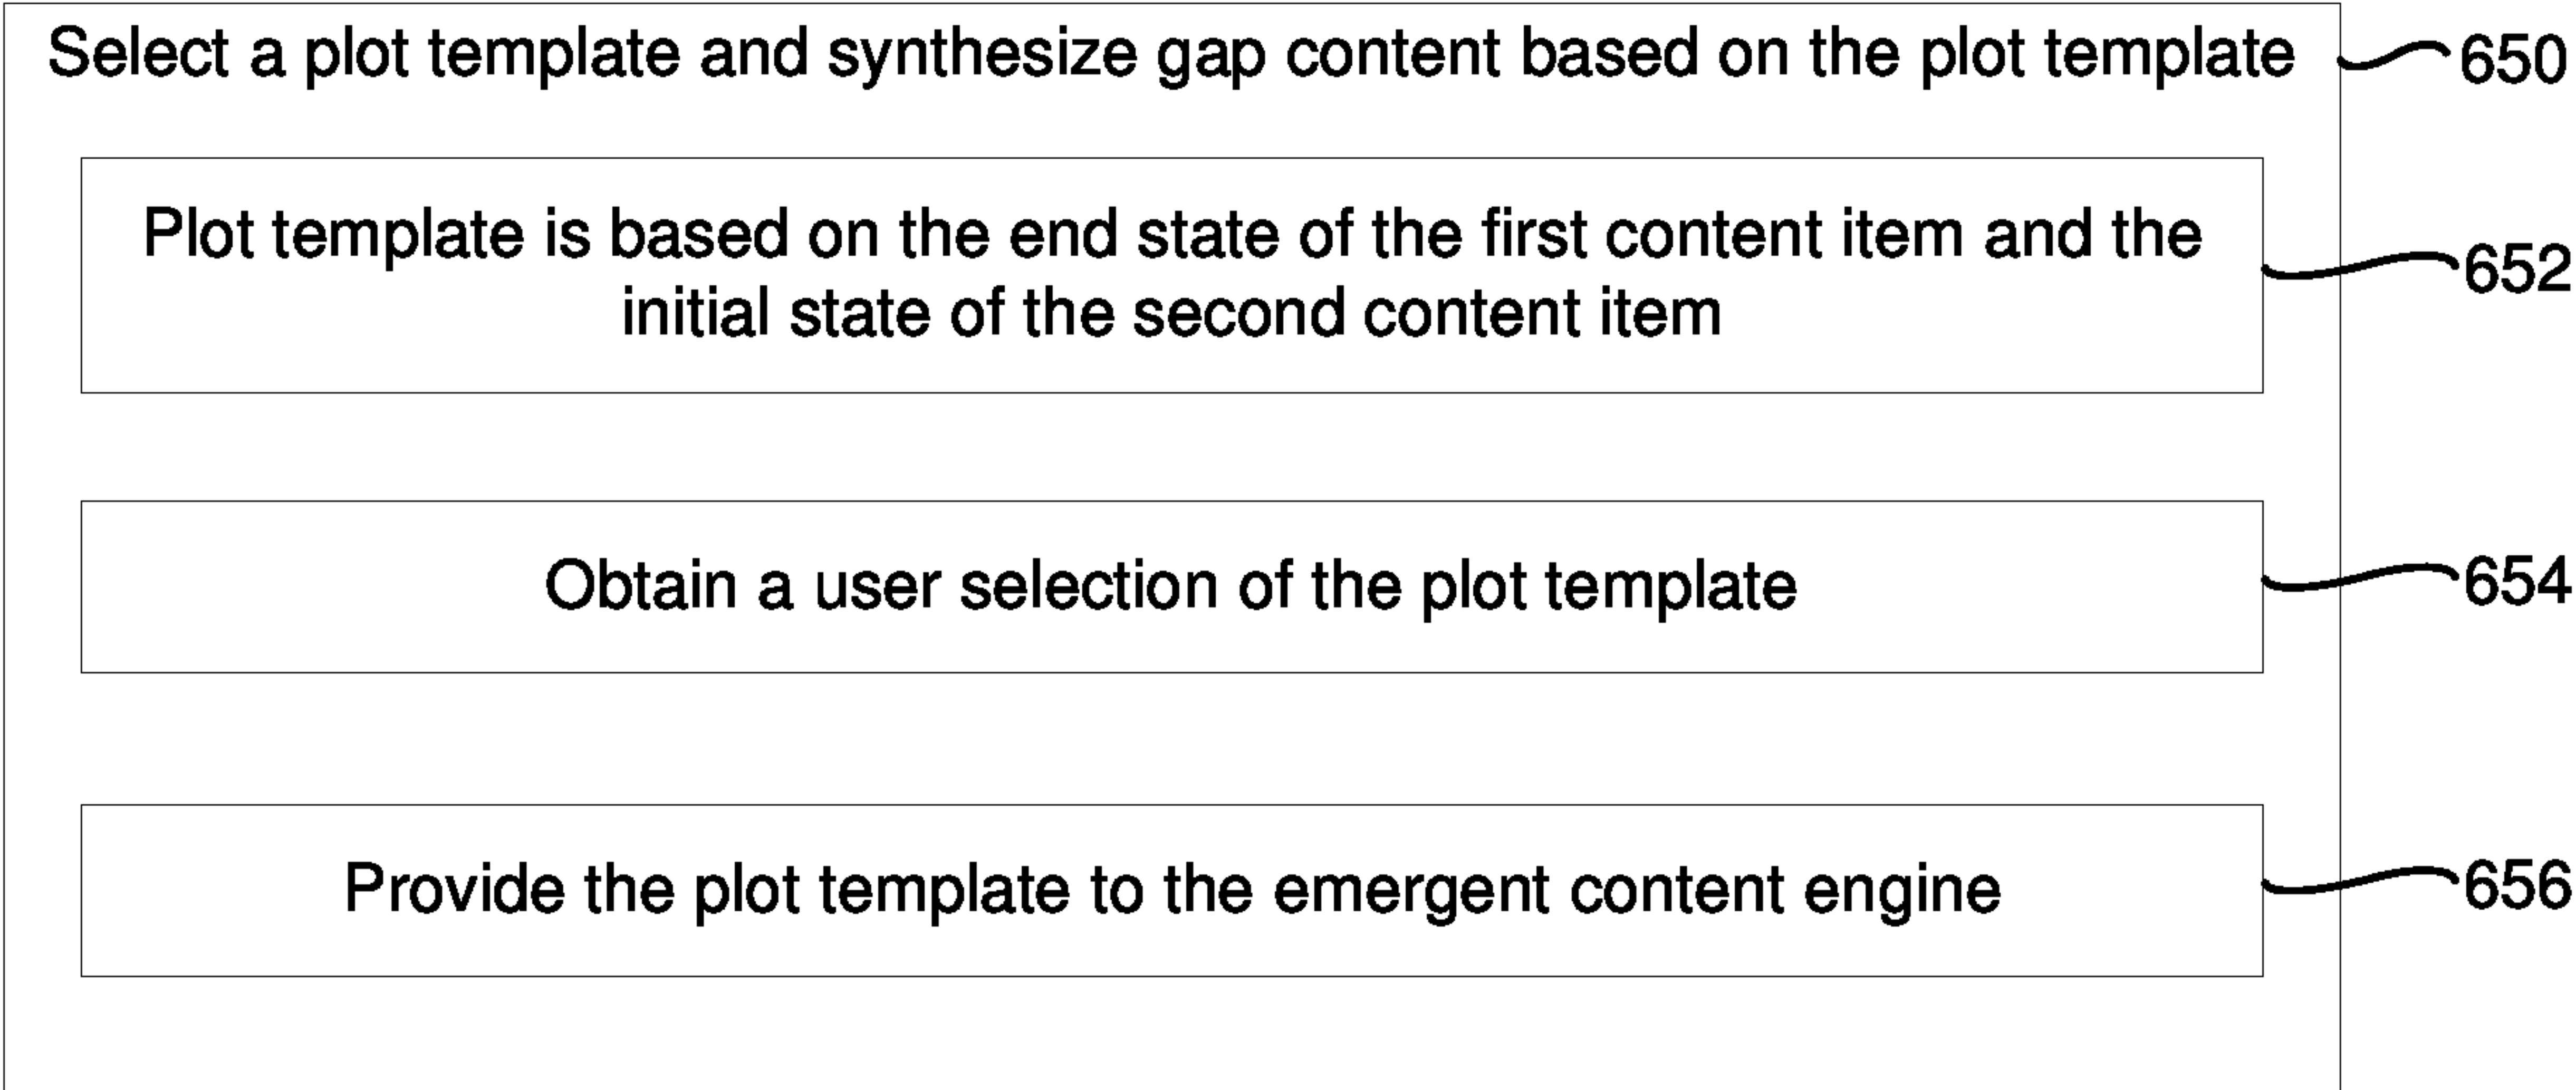 Select a plot template and synthesize gap content based on the plot template
650
Plot template is based on the end state of the first content item and the
initial state of the second content item
652
Obtain a user selection of the plot template
654
Provide the plot template to the emergent content engine
656